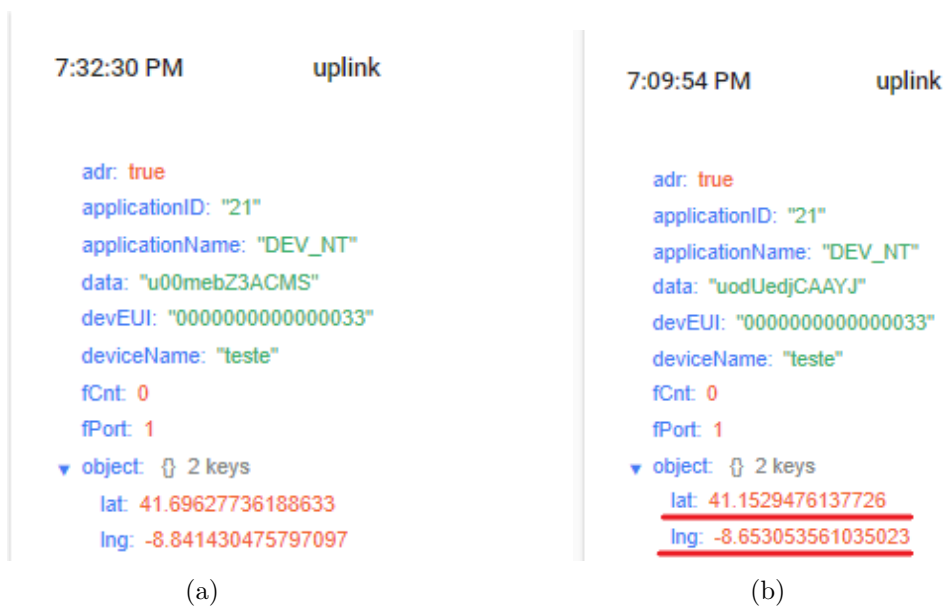 7:32:30 PM uplink
adr: true
applicationID: "21"
applicationName: "DEV_NT"
data: "u00mebZ3ACMS"
devEUI: "0000000000000033"
deviceName: "teste"
fCnt: 0
fPort: 1
▼ object: {} 2 keys
lat: 41.69627736188633
lng: -8.841430475797097
(a)
7:09:54 PM uplink
adr: true
applicationID: "21"
applicationName: "DEV_NT"
data: "uodUedjCAAYJ"
devEUI: "0000000000000033"
deviceName: "teste"
fCnt: 0
fPort: 1
▼ object: {} 2 keys
lat: 41.1529476137726
lng: -8.653053561035023
(b)